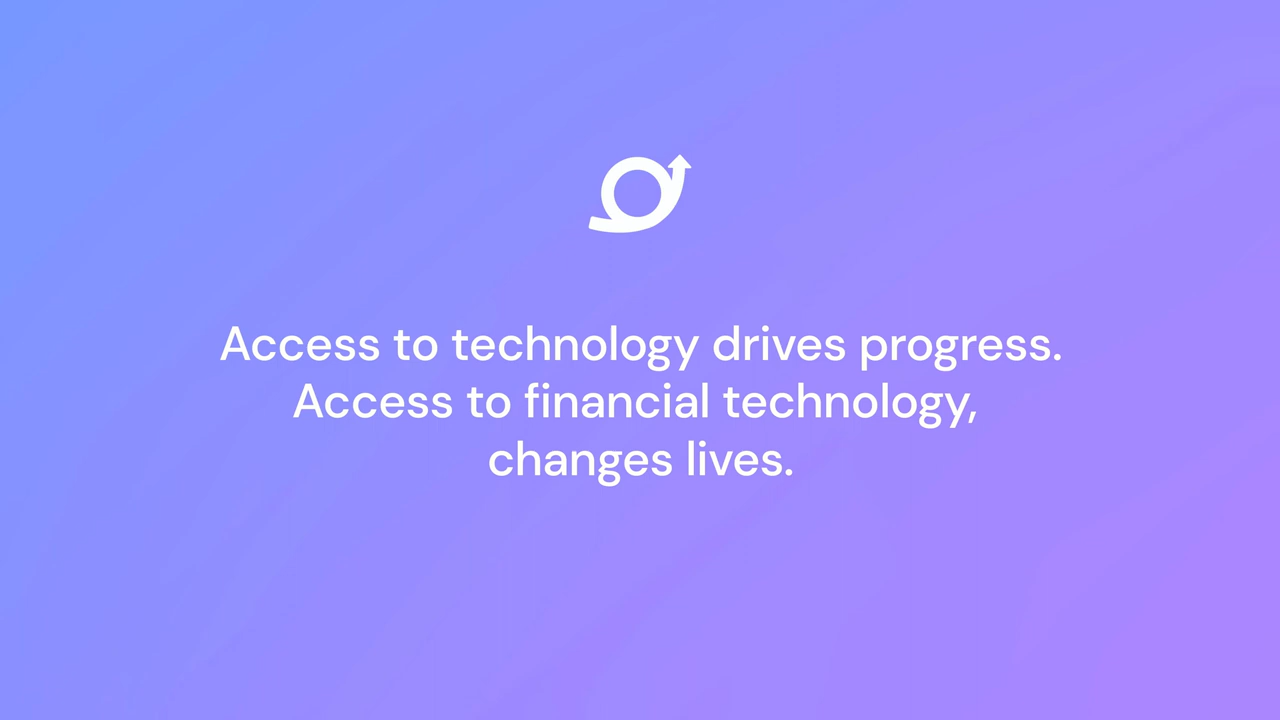 Access to technology drives progress.
Access to financial technology,
changes lives.